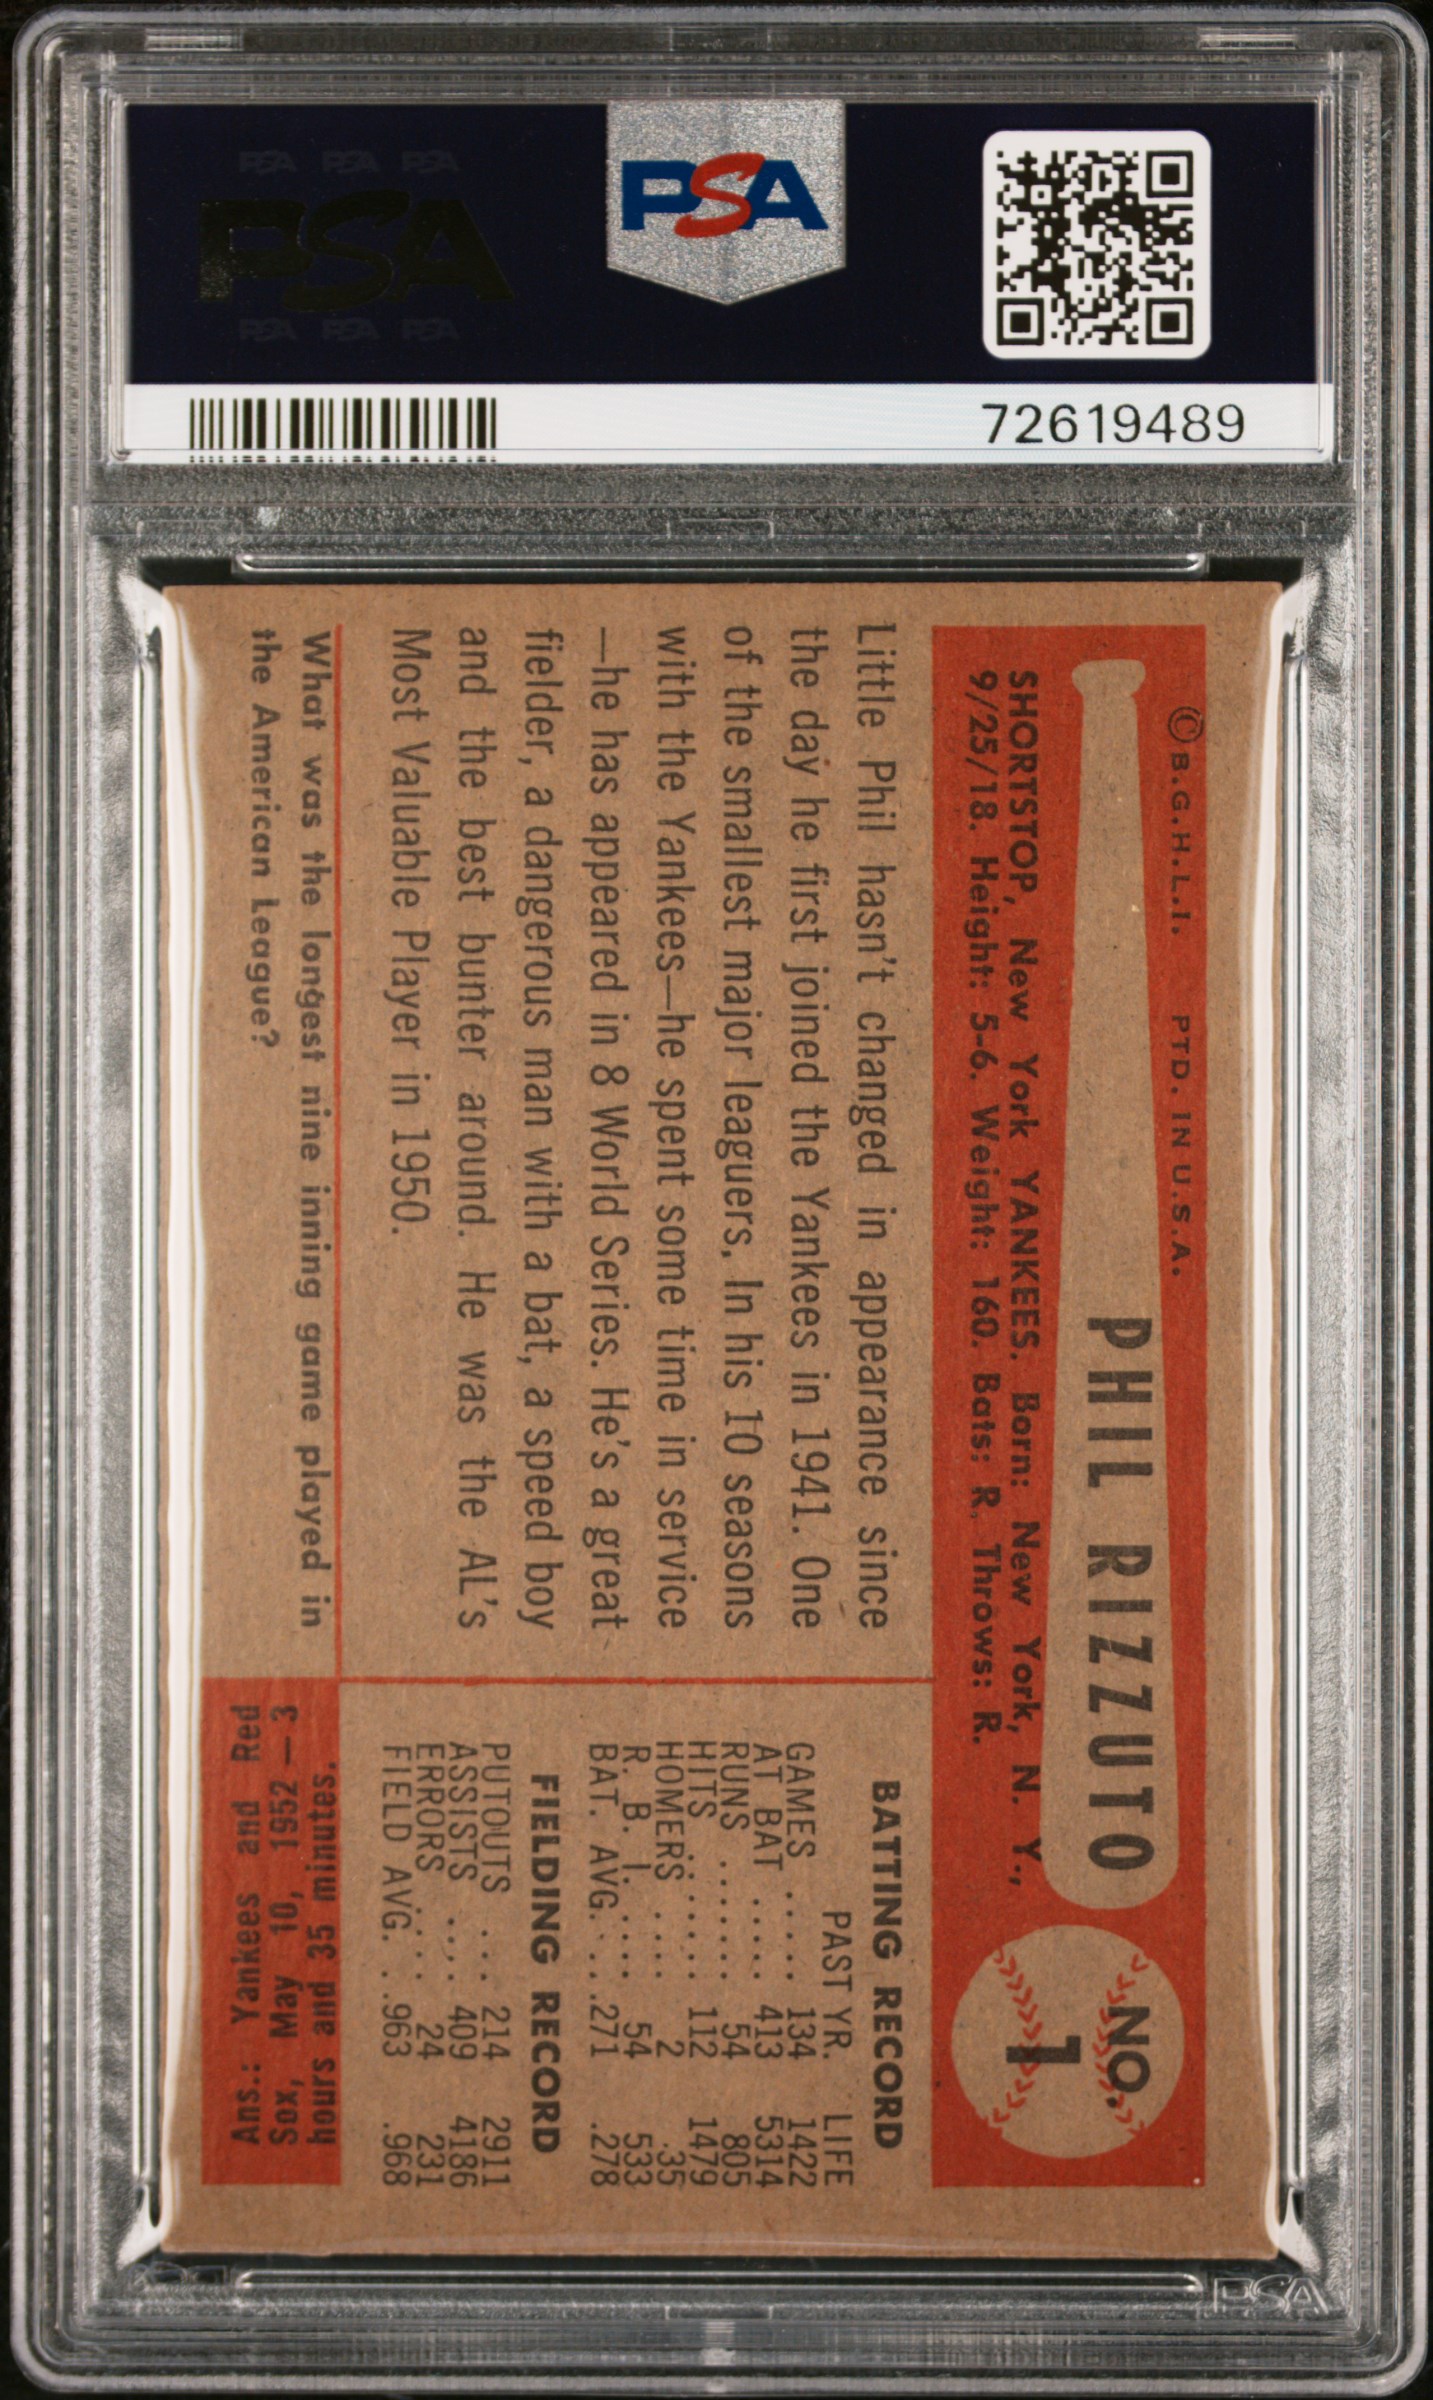 PSA PSA PSA
PSA
PSA PSA PSA
PSA
72619489
© B.G.H.L.I. PTD. IN U.S.A.
PHIL RIZZUTO
NO.
1
SHORTSTOP, New York YANKEES. Born: New York, N. Y.,
9/25/18. Height: 5-6. Weight: 160. Bats: R. Throws: R.
Little Phil hasn't changed in appearance since
the day he first joined the Yankees in 1941. One
of the smallest major leaguers. In his 10 seasons
with the Yankees—he spent some time in service
—he has appeared in 8 World Series. He's a great
fielder, a dangerous man with a bat, a speed boy
and the best bunter around. He was the AL's
Most Valuable Player in 1950.
BATTING RECORD
PAST YR. LIFE
GAMES ..... 134 1422
AT BAT ..... 413 5314
RUNS ...... 54 805
HITS ...... 112 1479
HOMERS .... 2 35
R. B. I. .... 54 533
BAT. AVG. ...271 .278
FIELDING RECORD
PUTOUTS ... 214 2911
ASSISTS .... 409 4186
ERRORS .... 24 231
FIELD AVG. ..963 .968
What was the longest nine inning game played in
the American League?
Ans.: Yankees and Red
Sox, May 10, 1952—3
hours and 35 minutes.
PSA